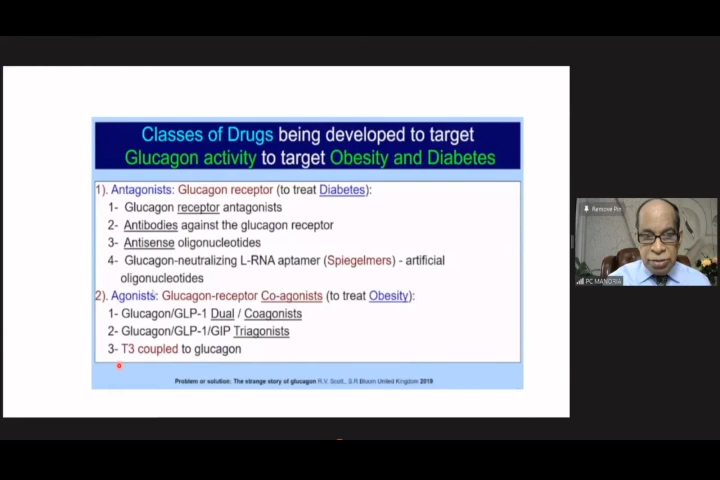 Classes of Drugs being developed to target
Glucagon activity to target Obesity and Diabetes
1). Antagonists: Glucagon receptor (to treat Diabetes):
1- Glucagon receptor antagonists
2- Antibodies against the glucagon receptor
3- Antisense oligonucleotides
4- Glucagon-neutralizing L-RNA aptamer (Spiegelmers) - artificial
oligonucleotides
2). Agonists: Glucagon-receptor Co-agonists (to treat Obesity):
1- Glucagon/GLP-1 Dual / Coagonists
2- Glucagon/GLP-1/GIP Triagonists
3- T3 coupled to glucagon
Problem or solution: The strange story of glucagon R.V. Scott., S.R Bloom United Kingdom 2019
Remove Pin
PC MANORIA